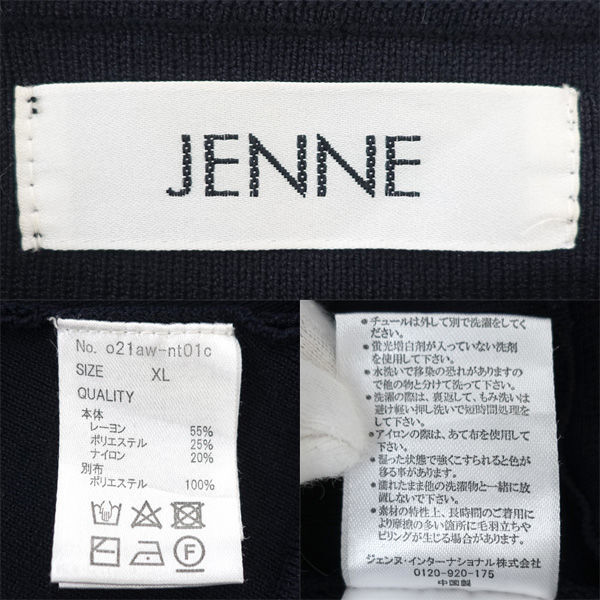 JENNE
No. o21aw-nt01c
SIZE XL
QUALITY
本体
レーヨン 55%
ポリエステル 25%
ナイロン 20%
別布
ポリエステル 100%
•チュールは外して別で洗濯をしてく
ださい。
•蛍光増白剤が入っていない洗剤
を使用して下さい。
•水洗いで移染の恐れがありますの
で他の物と分けて洗って下さい。
•洗濯の際は、裏返して、もみ洗いは
避け軽い押し洗いで短時間処理を
して下さい。
•アイロンの際は、あて布を使用して
下さい。
•湿った状態で強くこすられると色が
移る事があります。
•濡れたまま他の洗濯物と一緒に放
置しないで下さい。
•素材の特性上、長時間のご着用に
より摩擦の多い箇所に毛羽立ちや
ピリングが生じる場合があります。
ジェンヌ・インターナショナル株式会社
0120-920-175
中国製